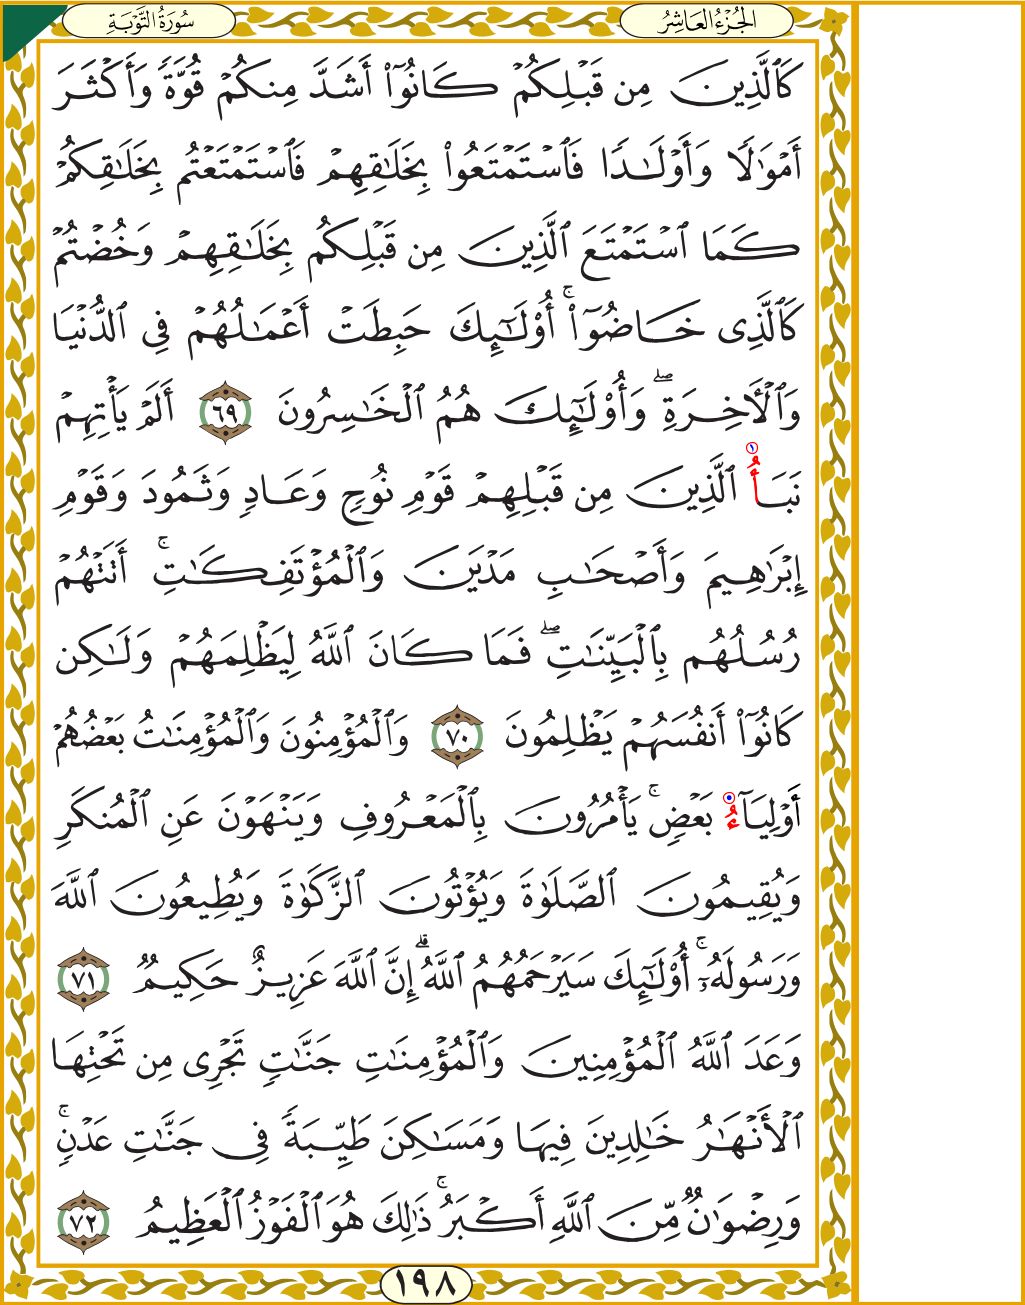 الجُزْءُ العَاشِرُ
سُورَةُ التَّوْبَةِ
كَٱلَّذِينَ مِن قَبْلِكُمْ كَانُوٓا۟ أَشَدَّ مِنكُمْ قُوَّةً وَأَكْثَرَ
أَمْوَٰلًا وَأَوْلَٰدًا فَٱسْتَمْتَعُوا۟ بِخَلَٰقِهِمْ فَٱسْتَمْتَعْتُم بِخَلَٰقِكُمْ
كَمَا ٱسْتَمْتَعَ ٱلَّذِينَ مِن قَبْلِكُم بِخَلَٰقِهِمْ وَخُضْتُمْ
كَٱلَّذِى خَاضُوٓا۟ ۚ أُو۟لَٰٓئِكَ حَبِطَتْ أَعْمَٰلُهُمْ فِى ٱلدُّنْيَا
وَٱلْأَخِرَةِ ۖ وَأُو۟لَٰٓئِكَ هُمُ ٱلْخَٰسِرُونَ ٦٩ أَلَمْ يَأْتِهِمْ
نَبَأُ ١ ٱلَّذِينَ مِن قَبْلِهِمْ قَوْمِ نُوحٍ وَعَادٍ وَثَمُودَ وَقَوْمِ
إِبْرَٰهِيمَ وَأَصْحَٰبِ مَدْيَنَ وَٱلْمُؤْتَفِكَٰتِ ۚ أَتَتْهُمْ
رُسُلُهُم بِٱلْبَيِّنَٰتِ ۖ فَمَا كَانَ ٱللَّهُ لِيَظْلِمَهُمْ وَلَٰكِن
كَانُوٓا۟ أَنفُسَهُمْ يَظْلِمُونَ ٧٠ وَٱلْمُؤْمِنُونَ وَٱلْمُؤْمِنَٰتُ بَعْضُهُمْ
أَوْلِيَآءُ بَعْضٍ ۚ يَأْمُرُونَ بِٱلْمَعْرُوفِ وَيَنْهَوْنَ عَنِ ٱلْمُنكَرِ
وَيُقِيمُونَ ٱلصَّلَوٰةَ وَيُؤْتُونَ ٱلزَّكَوٰةَ وَيُطِيعُونَ ٱللَّهَ
وَرَسُولَهُۥٓ ۚ أُو۟لَٰٓئِكَ سَيَرْحَمُهُمُ ٱللَّهُ ۗ إِنَّ ٱللَّهَ عَزِيزٌ حَكِيمٌ ٧١
وَعَدَ ٱللَّهُ ٱلْمُؤْمِنِينَ وَٱلْمُؤْمِنَٰتِ جَنَّٰتٍ تَجْرِى مِن تَحْتِهَا
ٱلْأَنْهَٰرُ خَٰلِدِينَ فِيهَا وَمَسَٰكِنَ طَيِّبَةً فِى جَنَّٰتِ عَدْنٍ ۚ
وَرِضْوَٰنٌ مِّنَ ٱللَّهِ أَكْبَرُ ۚ ذَٰلِكَ هُوَ ٱلْفَوْزُ ٱلْعَظِيمُ ٧٢
١٩٨